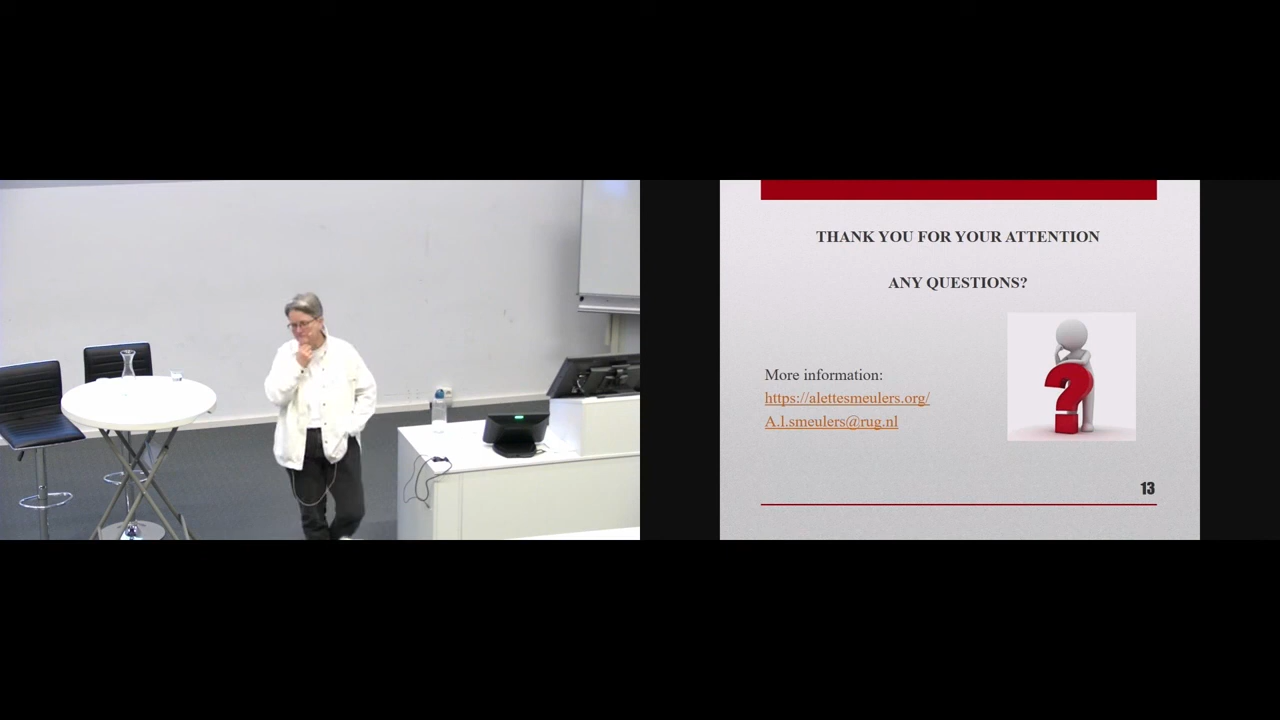 THANK YOU FOR YOUR ATTENTION
ANY QUESTIONS?
More information:
https://alettesmeulers.org/
A.l.smeulers@rug.nl
13